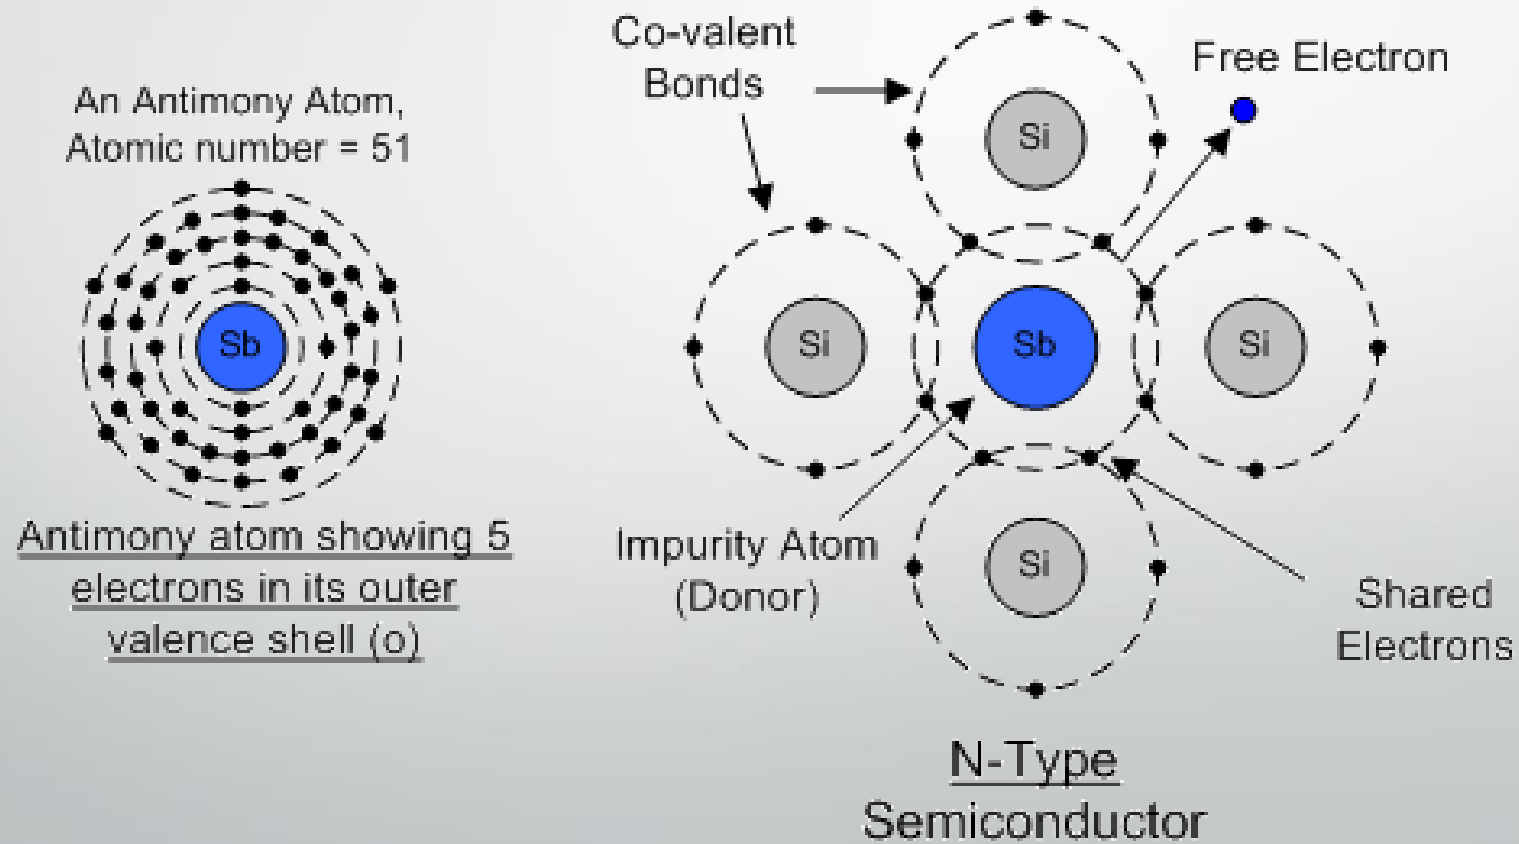 An Antimony Atom,
Atomic number = 51
Sb
Antimony atom showing 5
electrons in its outer
valence shell (o)
Co-valent
Bonds
Free Electron
Si
Si
Sb
Si
Si
Impurity Atom
(Donor)
Shared
Electrons
N-Type
Semiconductor